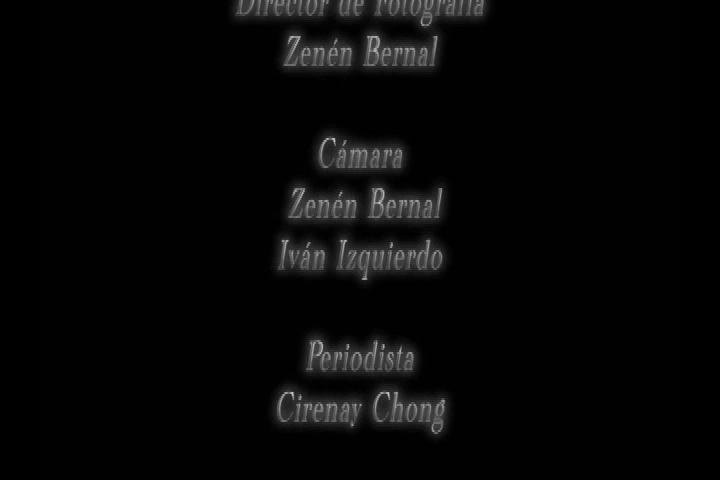 Director de Fotografía
Zenén Bernal
Cámara
Zenén Bernal
Iván Izquierdo
Periodista
Cirenay Chong